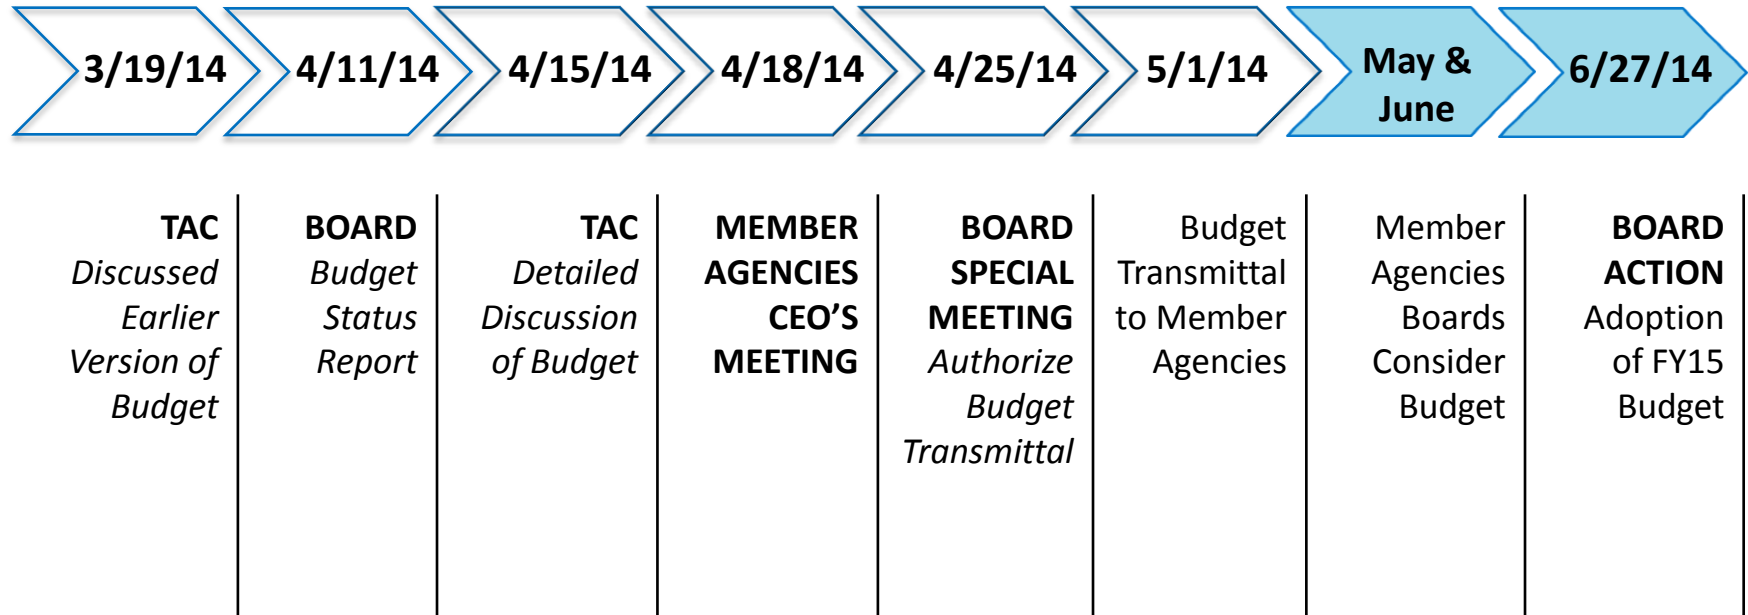 3/19/14
4/11/14
4/15/14
4/18/14
4/25/14
5/1/14
May &
June
6/27/14
TAC
Discussed
Earlier
Version of
Budget
BOARD
Budget
Status
Report
TAC
Detailed
Discussion
of Budget
MEMBER
AGENCIES
CEO’S
MEETING
BOARD
SPECIAL
MEETING
Authorize
Budget
Transmittal
Budget
Transmittal
to Member
Agencies
Member
Agencies
Boards
Consider
Budget
BOARD
ACTION
Adoption
of FY15
Budget